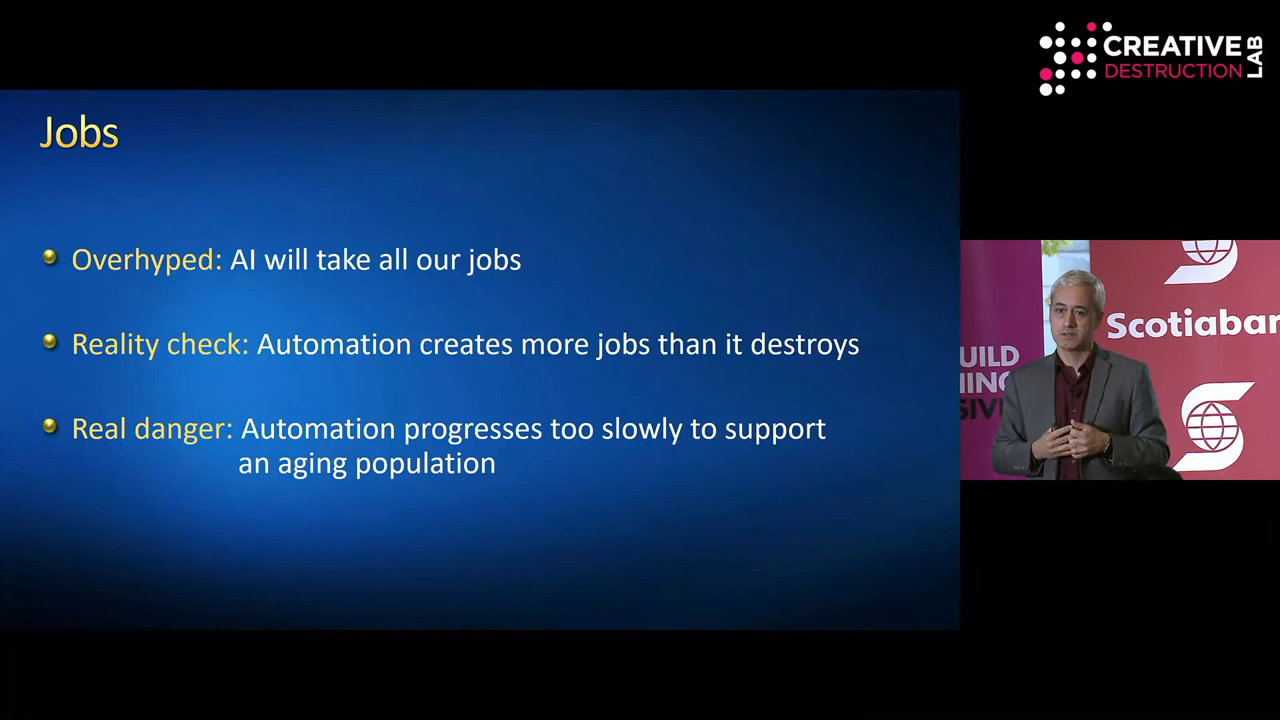 CREATIVE
DESTRUCTION
LAB
Jobs
Overhyped: AI will take all our jobs
Reality check: Automation creates more jobs than it destroys
Real danger: Automation progresses too slowly to support
an aging population
Scotiaban
UILD